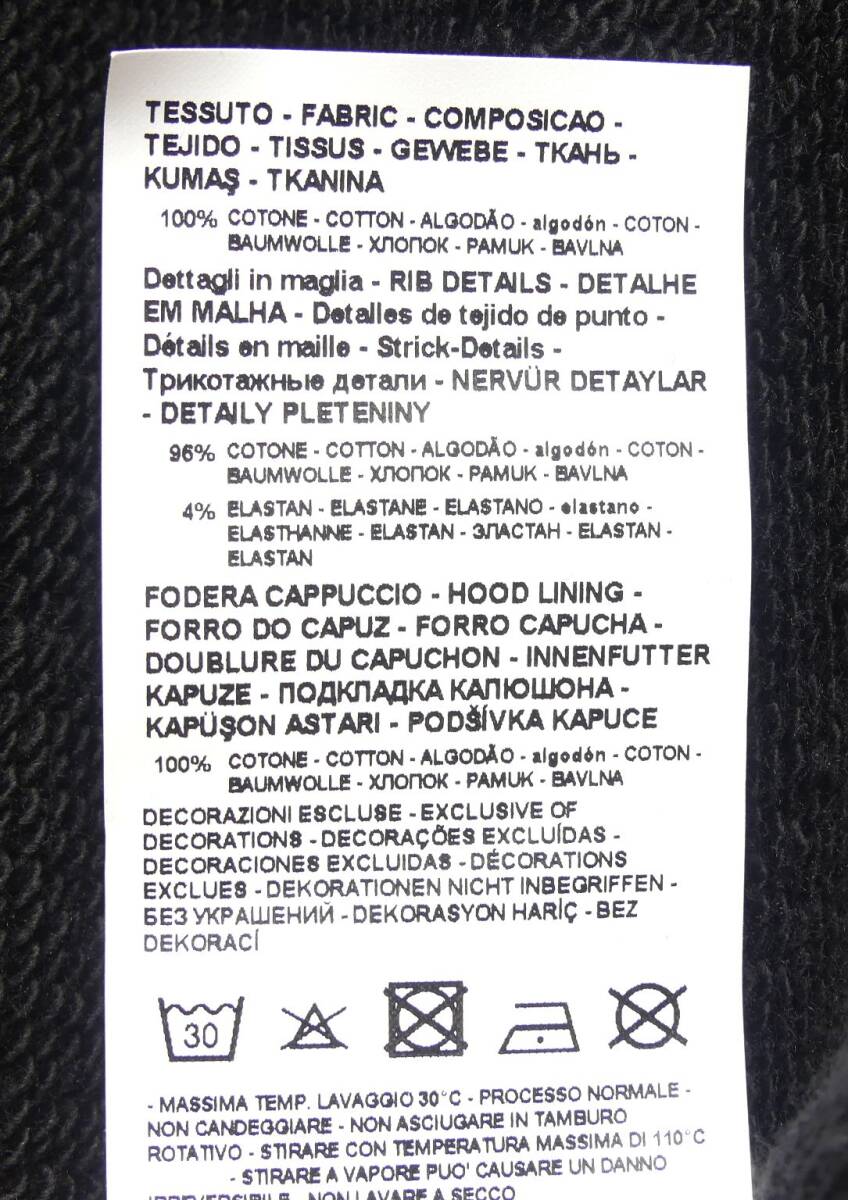 TESSUTO - FABRIC - COMPOSICAO -
TEJIDO - TISSUS - GEWEBE - ТКАНЬ -
KUMAŞ - TKANINA
100% COTONE - COTTON - ALGODÃO - algodón - COTON -
BAUMWOLLE - ХЛОПОК - PAMUK - BAVLNA
Dettagli in maglia - RIB DETAILS - DETALHE
EM MALHA - Detalles de tejido de punto -
Détails en maille - Strick-Details -
Трикотажные детали - NERVÜR DETAYLAR
- DETAILY PLETENINY
96% COTONE - COTTON - ALGODÃO - algodón - COTON -
BAUMWOLLE - ХЛОПОК - PAMUK - BAVLNA
4% ELASTAN - ELASTANE - ELASTANO - elastano -
ELASTHANNE - ELASTAN - ЭЛАСТАН - ELASTAN -
ELASTAN
FODERA CAPPUCCIO - HOOD LINING -
FORRO DO CAPUZ - FORRO CAPUCHA -
DOUBLURE DU CAPUCHON - INNENFUTTER
KAPUZE - ПОДКЛАДКА КАПЮШОНА -
KAPÜŞON ASTARI - PODŠÍVKA KAPUCE
100% COTONE - COTTON - ALGODÃO - algodón - COTON -
BAUMWOLLE - ХЛОПОК - PAMUK - BAVLNA
DECORAZIONI ESCLUSE - EXCLUSIVE OF
DECORATIONS - DECORAÇÕES EXCLUÍDAS -
DECORACIONES EXCLUIDAS - DÉCORATIONS
EXCLUES - DEKORATIONEN NICHT INBEGRIFFEN -
БЕЗ УКРАШЕНИЙ - DEKORASYON HARİÇ - BEZ
DEKORACÍ
30
- MASSIMA TEMP. LAVAGGIO 30°C - PROCESSO NORMALE -
NON CANDEGGIARE - NON ASCIUGARE IN TAMBURO
ROTATIVO - STIRARE CON TEMPERATURA MASSIMA DI 110°C
- STIRARE A VAPORE PUO' CAUSARE UN DANNO
IRREVERSIBILE - NON LAVARE A SECCO